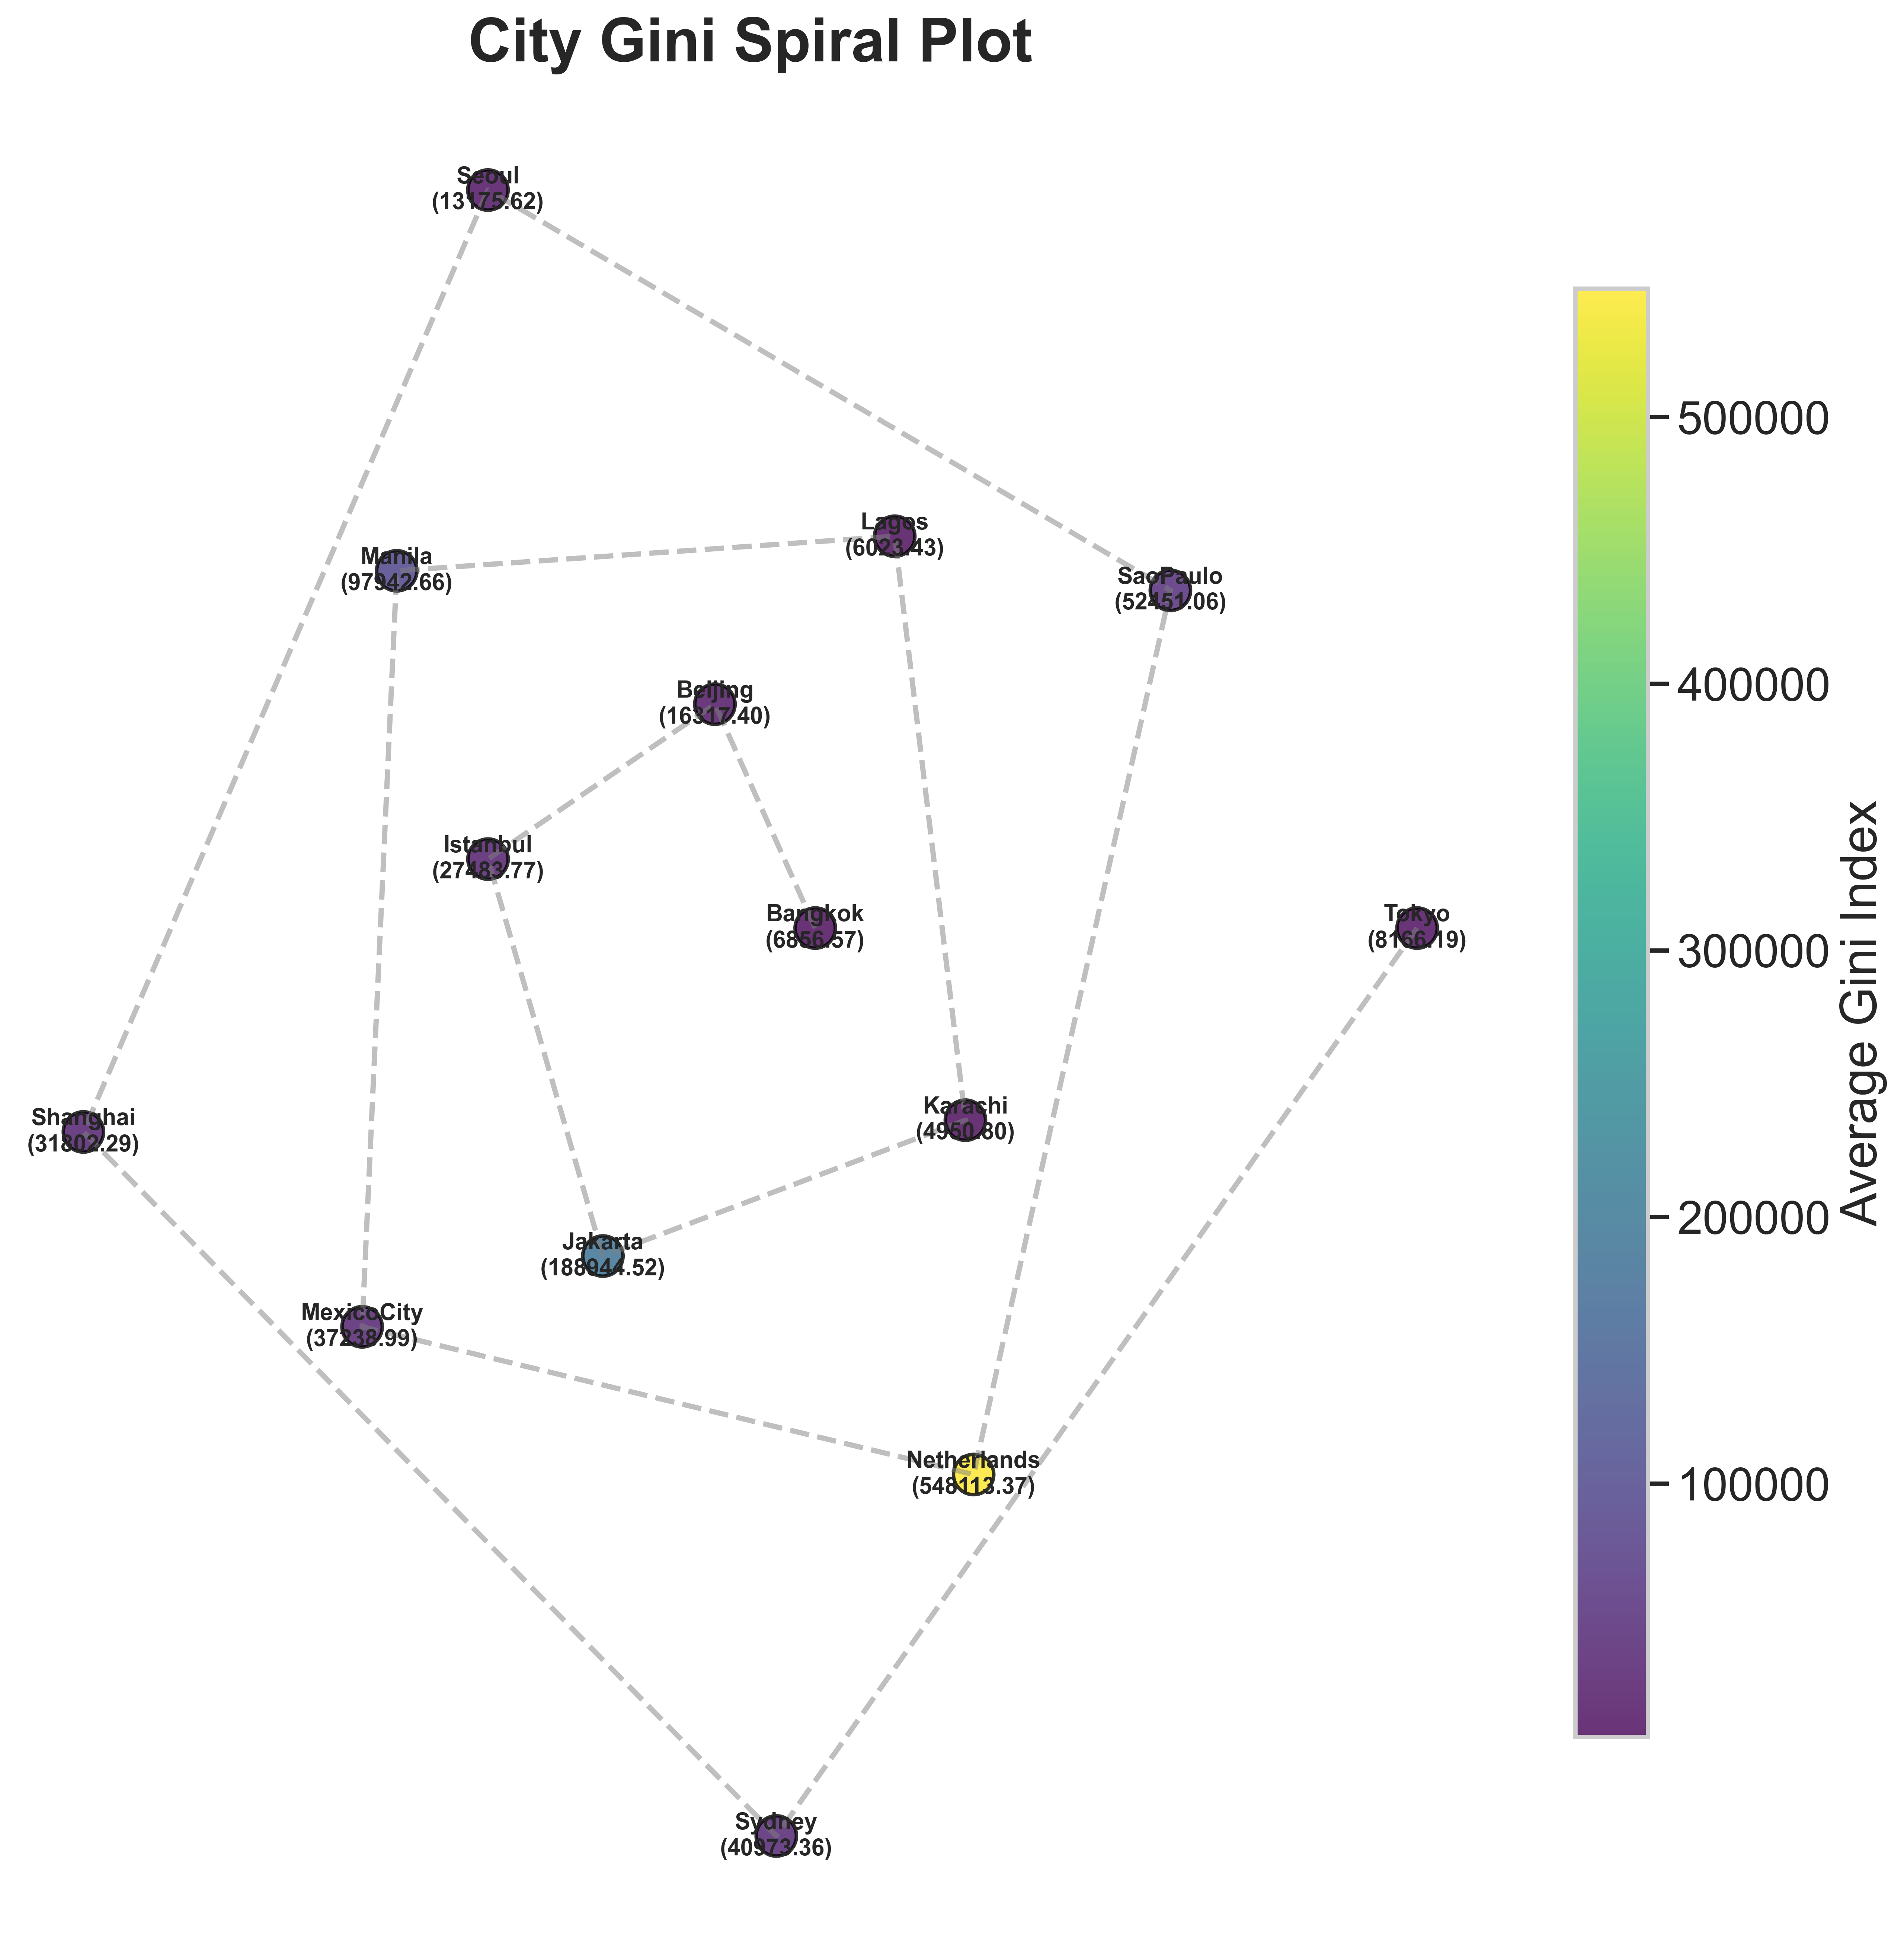 City Gini Spiral Plot
Seoul
(13175.62)
Lagos
(6023.43)
Manila
(97942.66)
SaoPaulo
(52451.06)
Beijing
(16317.40)
Istanbul
(27483.77)
Bangkok
(6856.57)
Tokyo
(8166.19)
Karachi
(4950.80)
Shanghai
(31802.29)
Jakarta
(188944.52)
MexicoCity
(37238.99)
Netherlands
(548113.37)
Sydney
(40973.36)
500000
400000
300000
200000
100000
Average Gini Index